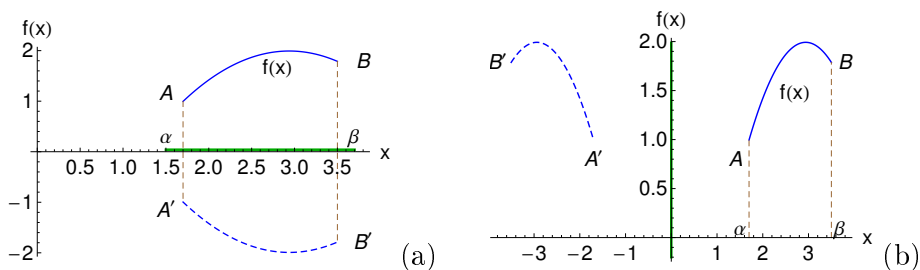 f(x)
2
f(x)
B
A
1
α
β
0.5 1.0 1.5 2.0 2.5 3.0 3.5 x
A′
−1
B′
−2
(a)
f(x)
2.0
B′
B
1.5
f(x)
1.0
A′
A
0.5
α
β
−3 −2 −1 1 2 3 x
(b)